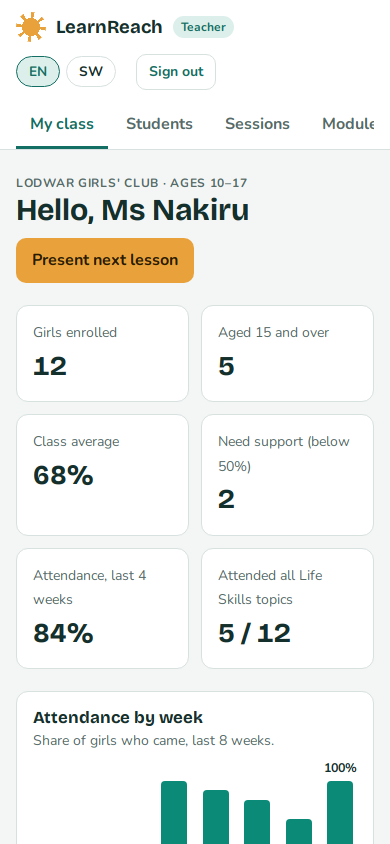 LearnReach Teacher
EN SW Sign out
My class Students Sessions Module
LODWAR GIRLS' CLUB · AGES 10–17
Hello, Ms Nakiru
Present next lesson
Girls enrolled
12
Aged 15 and over
5
Class average
68%
Need support (below
50%)
2
Attendance, last 4
weeks
84%
Attended all Life
Skills topics
5 / 12
Attendance by week
Share of girls who came, last 8 weeks.
100%